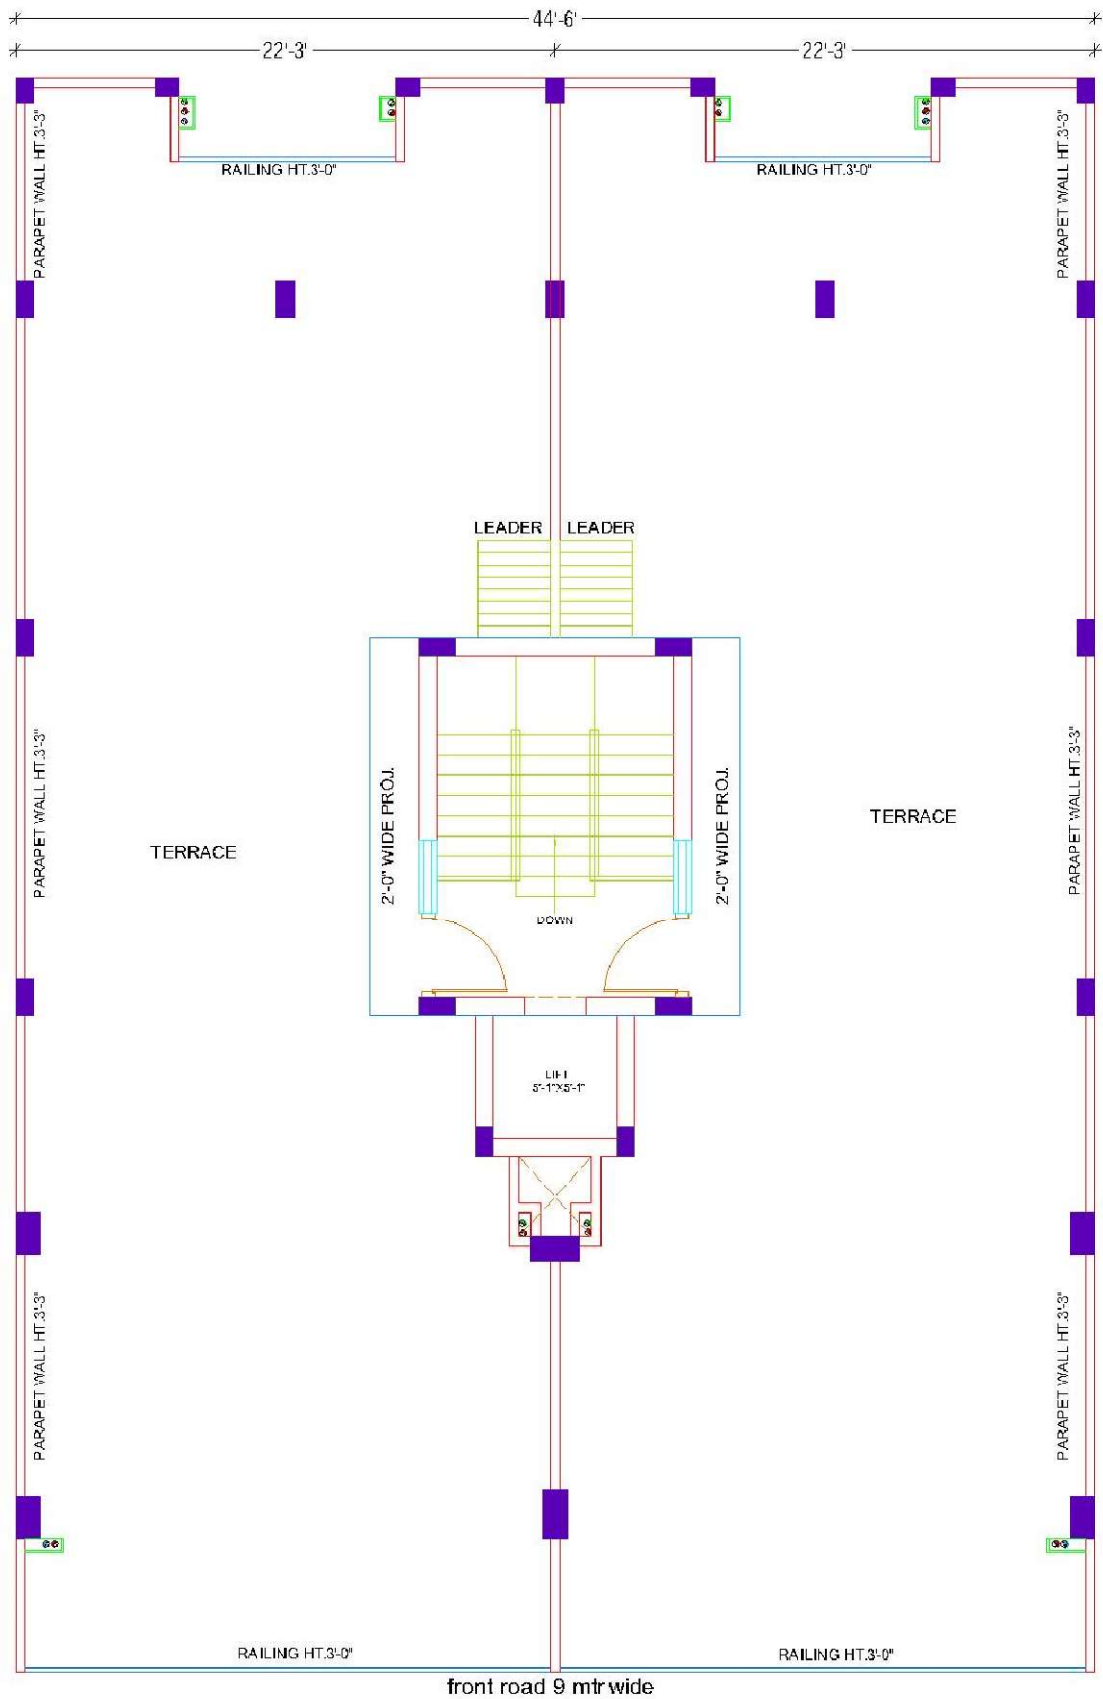 44'-6'
22'-3'
22'-3'
PARAPET WALL HT.3'-3"
RAILING HT.3'-0"
RAILING HT.3'-0"
PARAPET WALL HT.3'-3"
LEADER
LEADER
PARAPET WALL HT.3'-3"
TERRACE
2'-0" WIDE PROJ.
2'-0" WIDE PROJ.
TERRACE
PARAPET WALL HT.3'-3"
DOWN
LIFT
5'-1"X5'-1"
PARAPET WALL HT.3'-3"
PARAPET WALL HT.3'-3"
RAILING HT.3'-0"
RAILING HT.3'-0"
front road 9 mtr wide